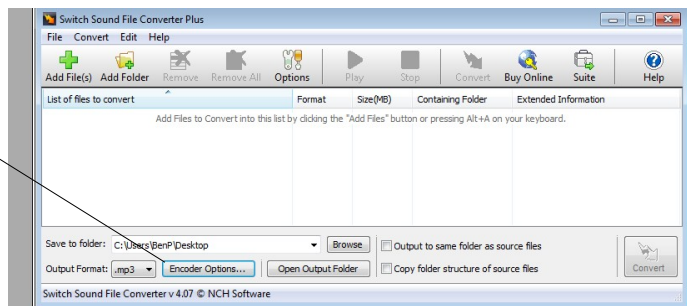 Switch Sound File Converter Plus
File Convert Edit Help
Add File(s) Add Folder Remove Remove All Options Play Stop Convert Buy Online Suite Help
List of files to convert Format Size(MB) Containing Folder Extended Information
Add Files to Convert into this list by clicking the "Add Files" button or pressing Alt+A on your keyboard.
Save to folder: C:\Users\BenP\Desktop Browse Output to same folder as source files
Output Format: .mp3 Encoder Options... Open Output Folder Copy folder structure of source files Convert
Switch Sound File Converter v 4.07 © NCH Software